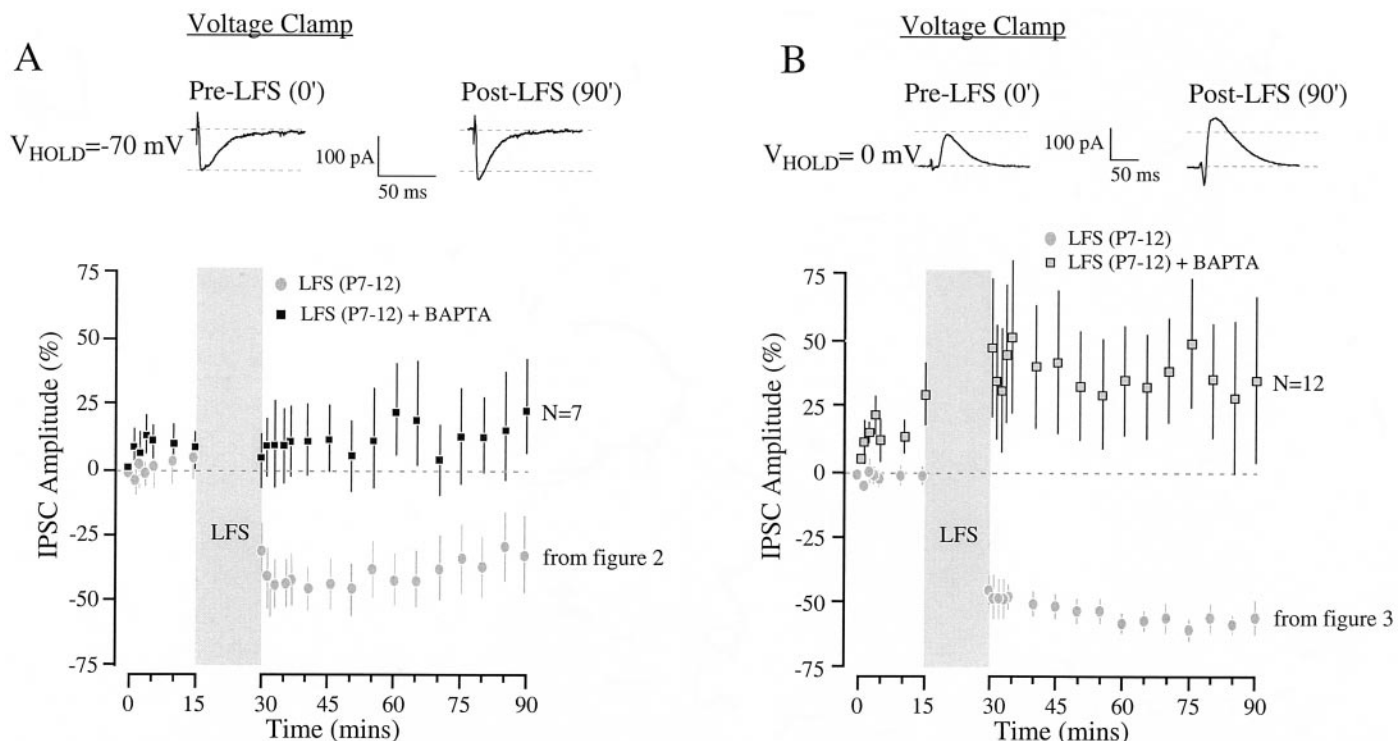 Voltage Clamp
A
Pre-LFS (0')
Post-LFS (90')
V HOLD=-70 mV
100 pA
50 ms
LFS (P7-12)
LFS (P7-12) + BAPTA
IPSC Amplitude (%)
75
50
25
0
-25
-50
-75
LFS
N=7
from figure 2
0
15
30
45
60
75
90
Time (mins)
Voltage Clamp
B
Pre-LFS (0')
Post-LFS (90')
V HOLD= 0 mV
100 pA
50 ms
LFS (P7-12)
LFS (P7-12) + BAPTA
IPSC Amplitude (%)
75
50
25
0
-25
-50
-75
LFS
N=12
from figure 3
0
15
30
45
60
75
90
Time (mins)